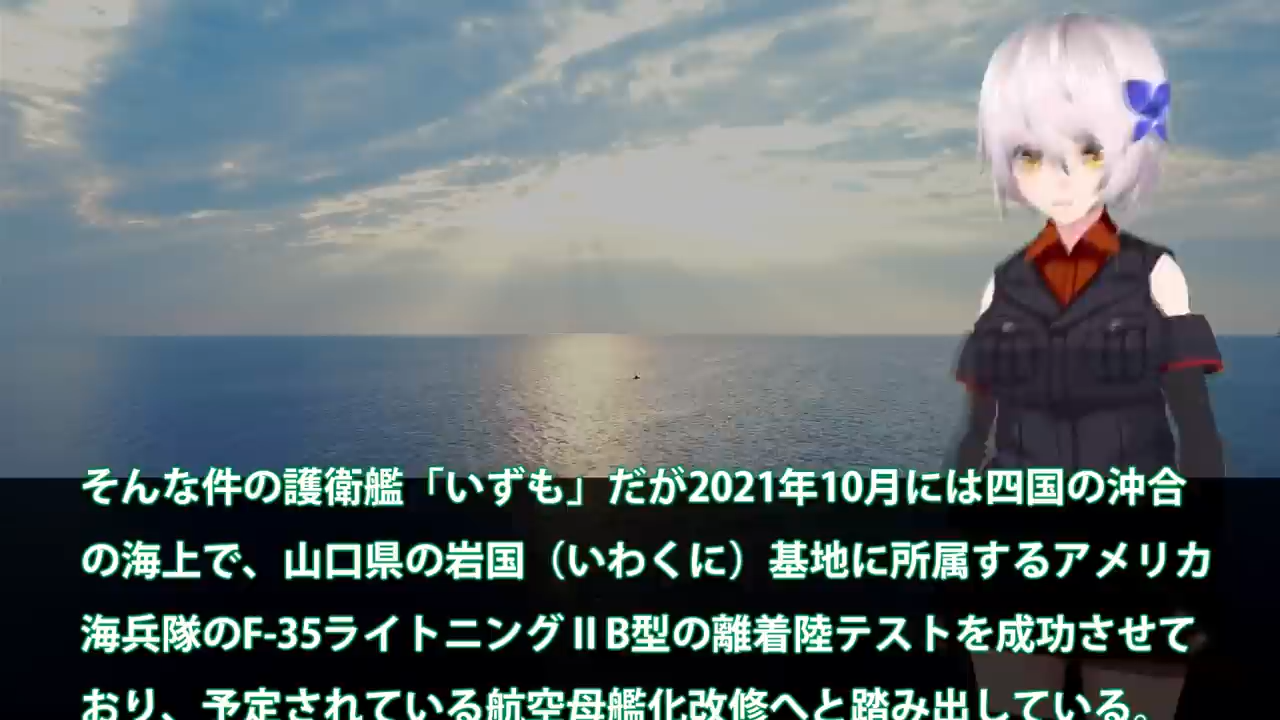 そんな件の護衛艦「いずも」だが2021年10月には四国の沖合
の海上で、山口県の岩国（いわくに）基地に所属するアメリカ
海兵隊のF-35ライトニングⅡB型の離着陸テストを成功させて
おり、予定されている航空母艦化改修へと踏み出している。